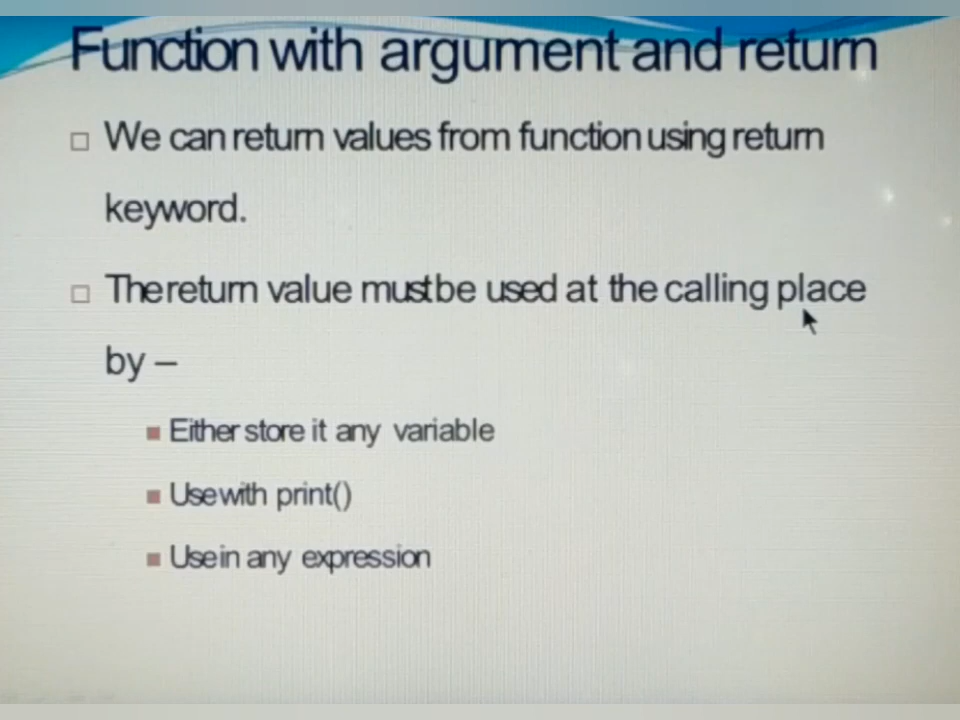 Function with argument and return
We can return values from function using return
keyword.
The return value must be used at the calling place
by –
Either store it any variable
Use with print()
Use in any expression